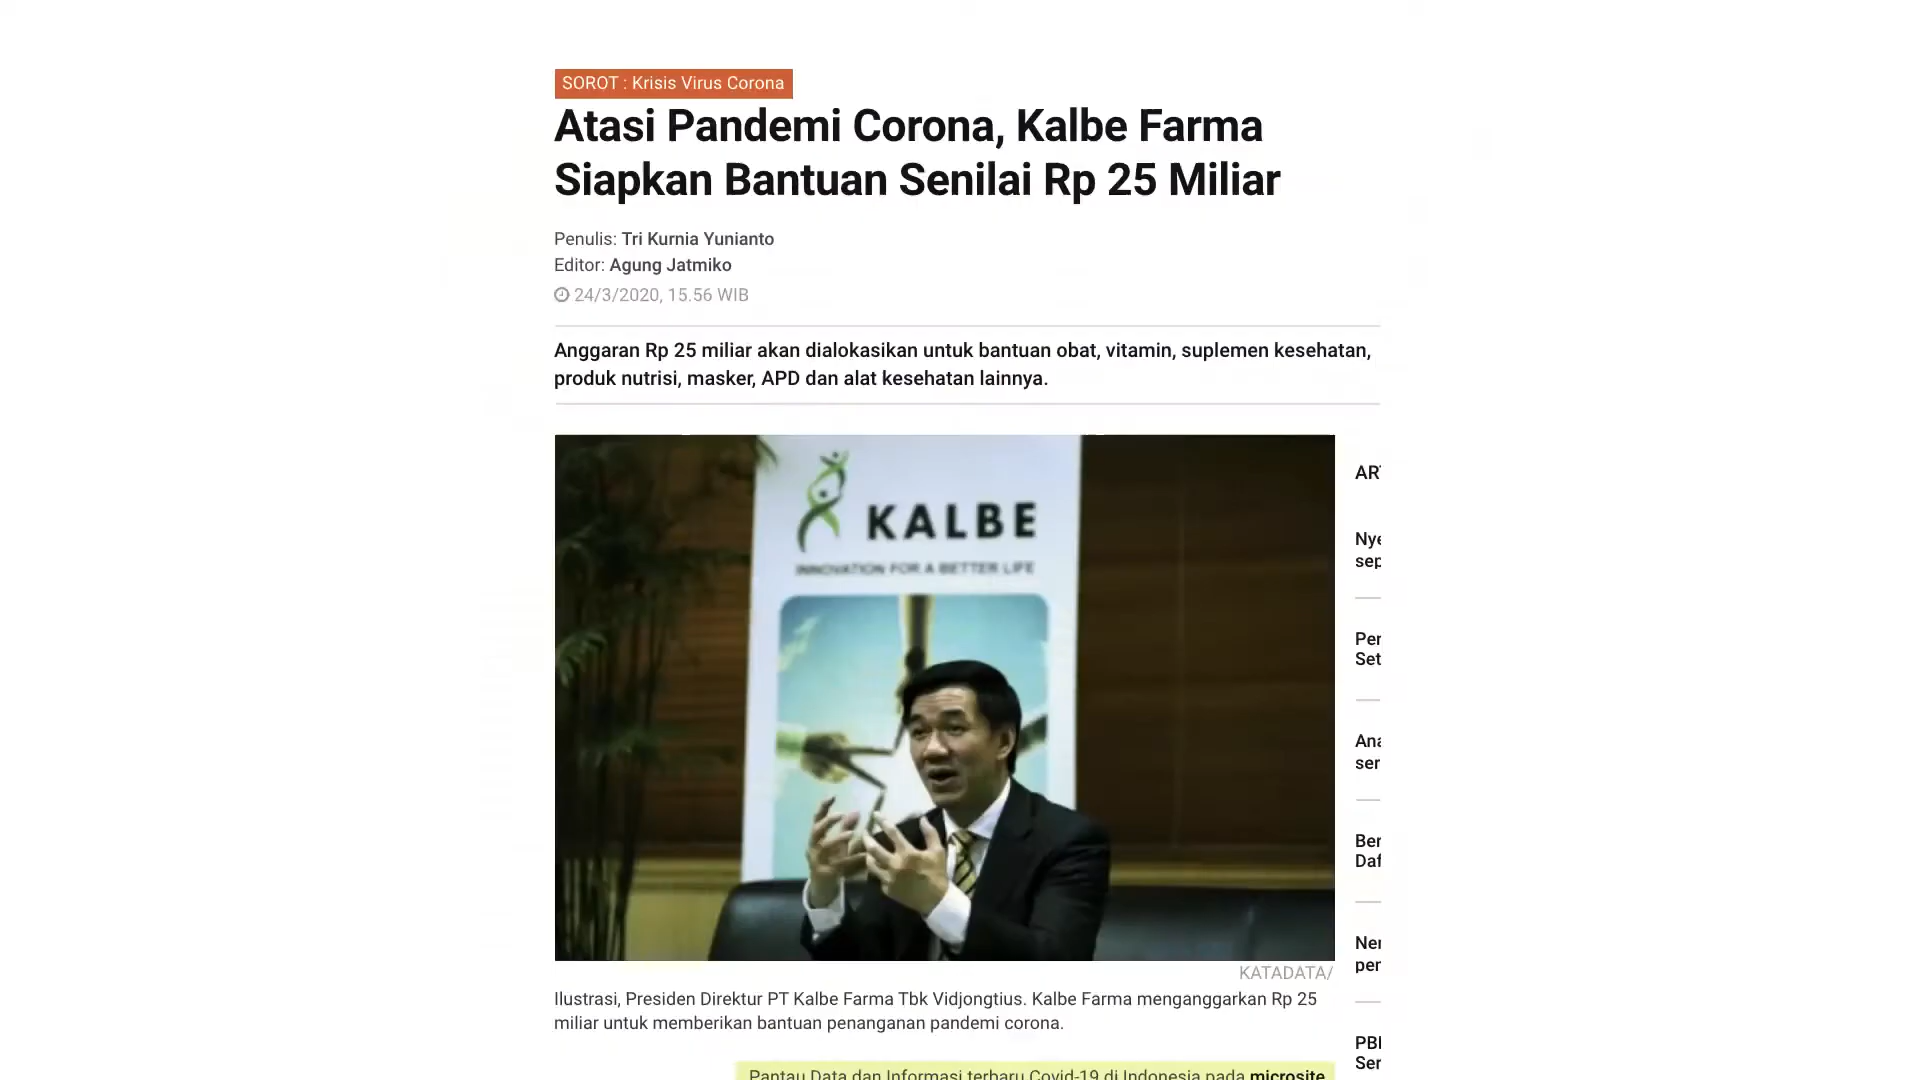 SOROT : Krisis Virus Corona
Atasi Pandemi Corona, Kalbe Farma
Siapkan Bantuan Senilai Rp 25 Miliar
Penulis: Tri Kurnia Yunianto
Editor: Agung Jatmiko
24/3/2020, 15.56 WIB
Anggaran Rp 25 miliar akan dialokasikan untuk bantuan obat, vitamin, suplemen kesehatan,
produk nutrisi, masker, APD dan alat kesehatan lainnya.
KALBE
INNOVATION FOR A BETTER LIFE
KATADATA/
Ilustrasi, Presiden Direktur PT Kalbe Farma Tbk Vidjongtius. Kalbe Farma menganggarkan Rp 25
miliar untuk memberikan bantuan penanganan pandemi corona.
Pantau Data dan Informasi terbaru Covid-19 di Indonesia pada microsite